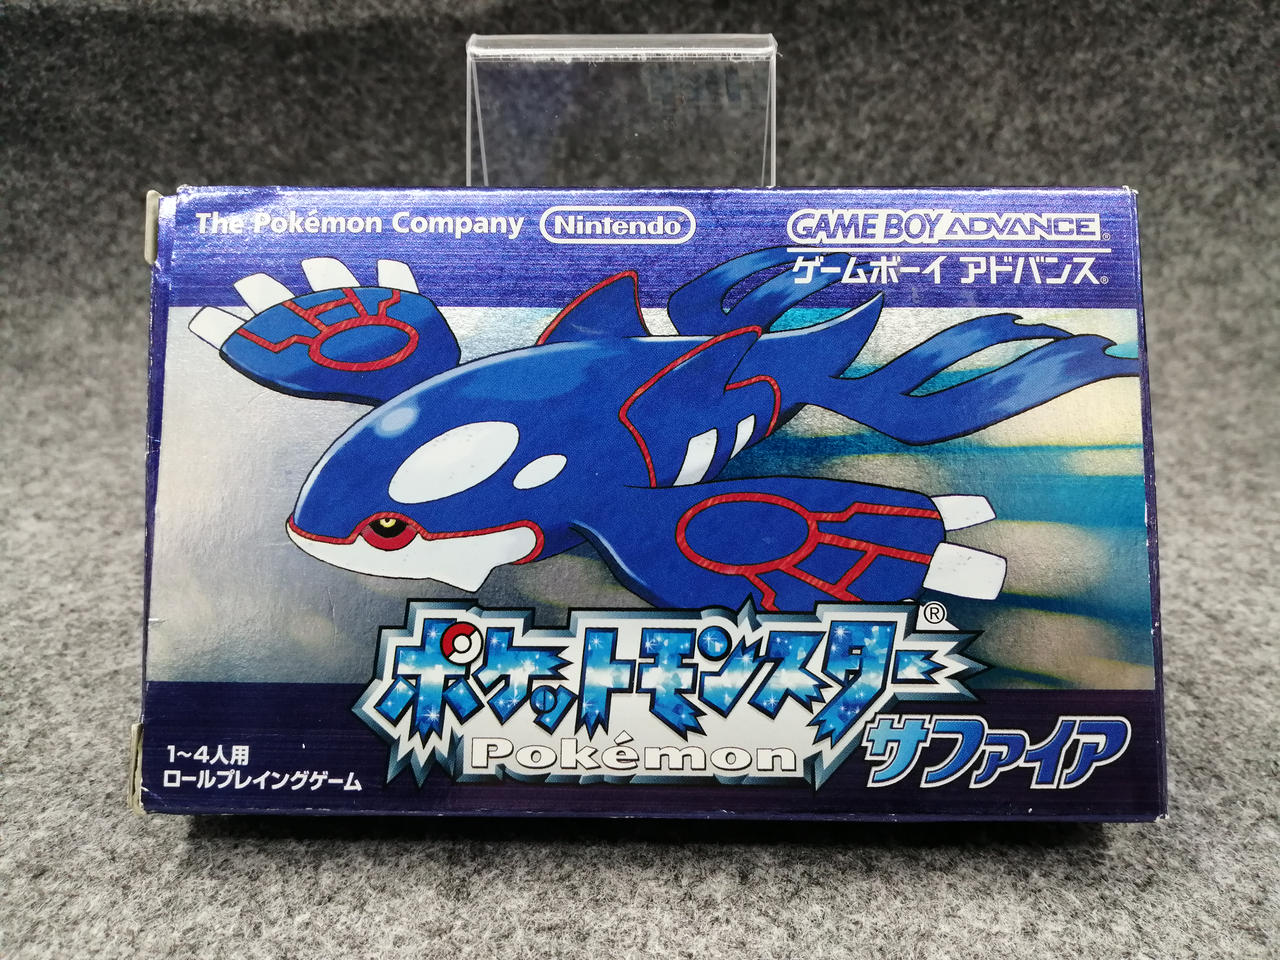 The Pokémon Company Nintendo®
GAME BOY ADVANCE®
ゲームボーイ アドバンス®
ポケットモンスター®
Pokémon
サファイア
1〜4人用
ロールプレイングゲーム